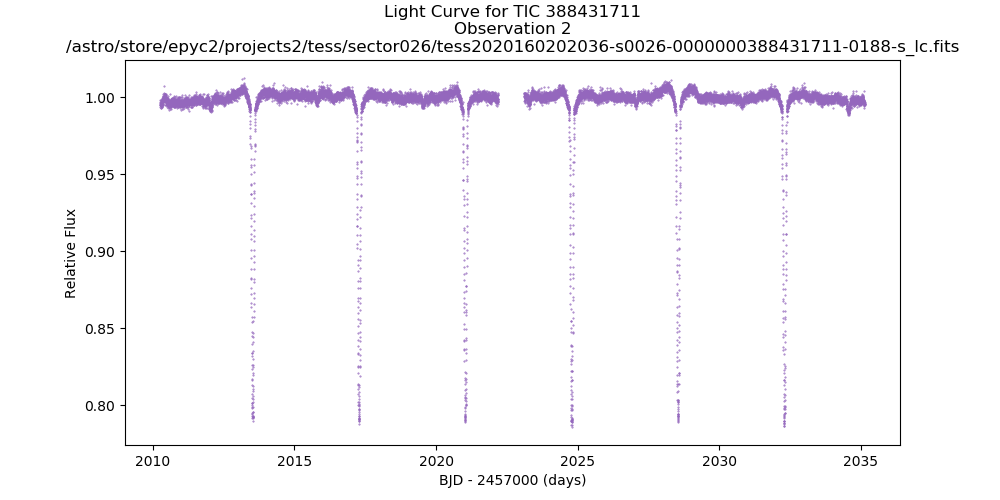 Light Curve for TIC 388431711
Observation 2
/astro/store/epyc2/projects2/tess/sector026/tess2020160202036-s0026-0000000388431711-0188-s_lc.fits
1.00
0.95
0.90
0.85
0.80
Relative Flux
2010
2015
2020
2025
2030
2035
BJD - 2457000 (days)